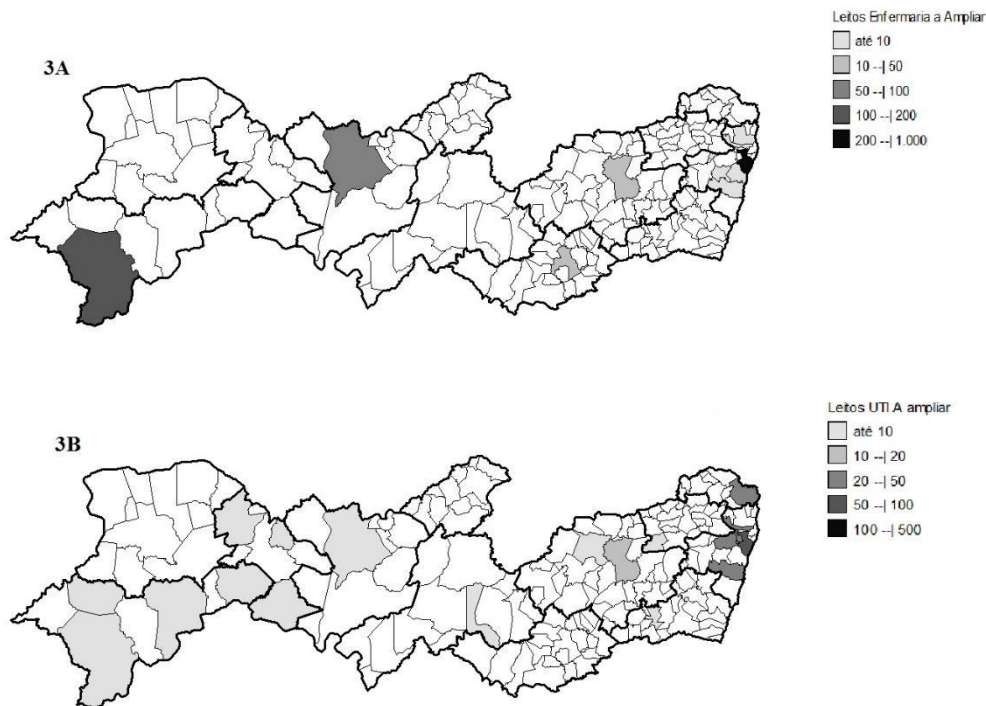 Leitos Enfermaria a Ampliar
até 10
10 --| 50
50 --| 100
100 --| 200
200 --| 1.000
3A
Leitos UTI A ampliar
até 10
10 --| 20
20 --| 50
50 --| 100
100 --| 500
3B